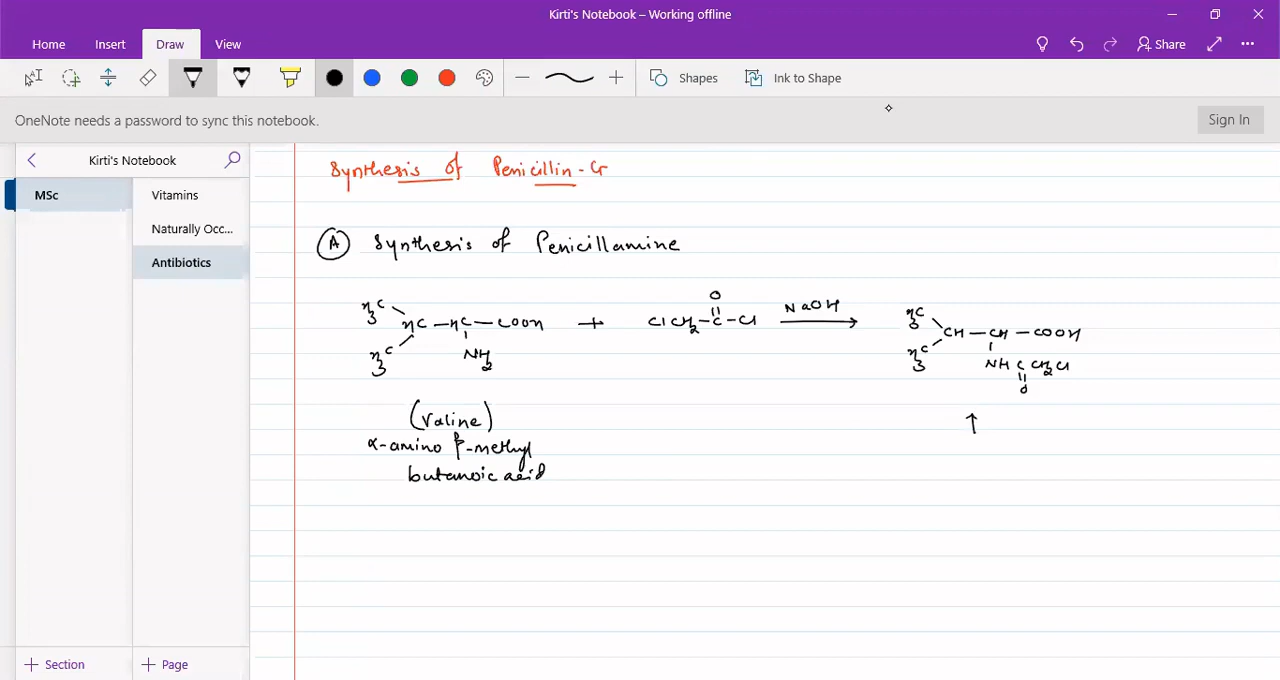 Kirti's Notebook – Working offline
Home Insert Draw View Share
Shapes Ink to Shape
OneNote needs a password to sync this notebook. Sign In
Kirti's Notebook
MSc
Vitamins
Naturally Occ...
Antibiotics
Synthesis of Penicillin-G
A Synthesis of Penicillamine
H3C
HC — HC — COOH + ClCH2–C–Cl NaOH → CH — CH — COOH
O
H3C
NH2
H3C
H3C
NH C CH2Cl
O
↑
(Valine)
α-amino β-methyl
butanoic acid
+ Section + Page